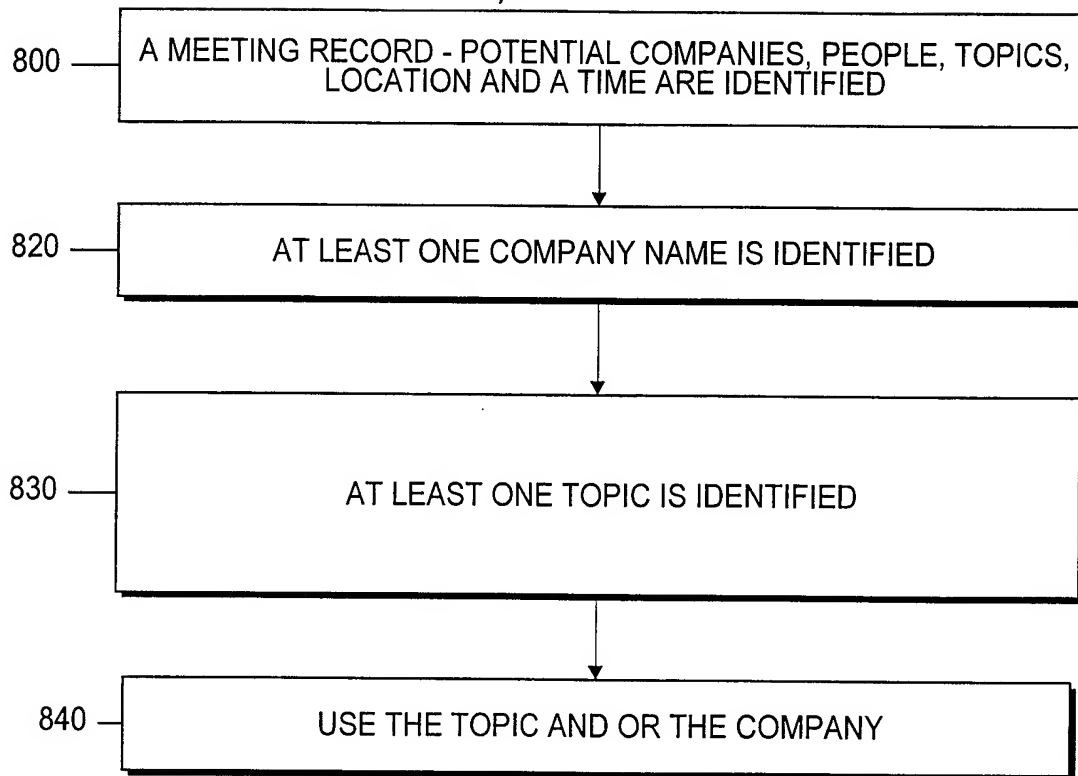 800
A MEETING RECORD - POTENTIAL COMPANIES, PEOPLE, TOPICS,
LOCATION AND A TIME ARE IDENTIFIED
820
AT LEAST ONE COMPANY NAME IS IDENTIFIED
830
AT LEAST ONE TOPIC IS IDENTIFIED
840
USE THE TOPIC AND OR THE COMPANY